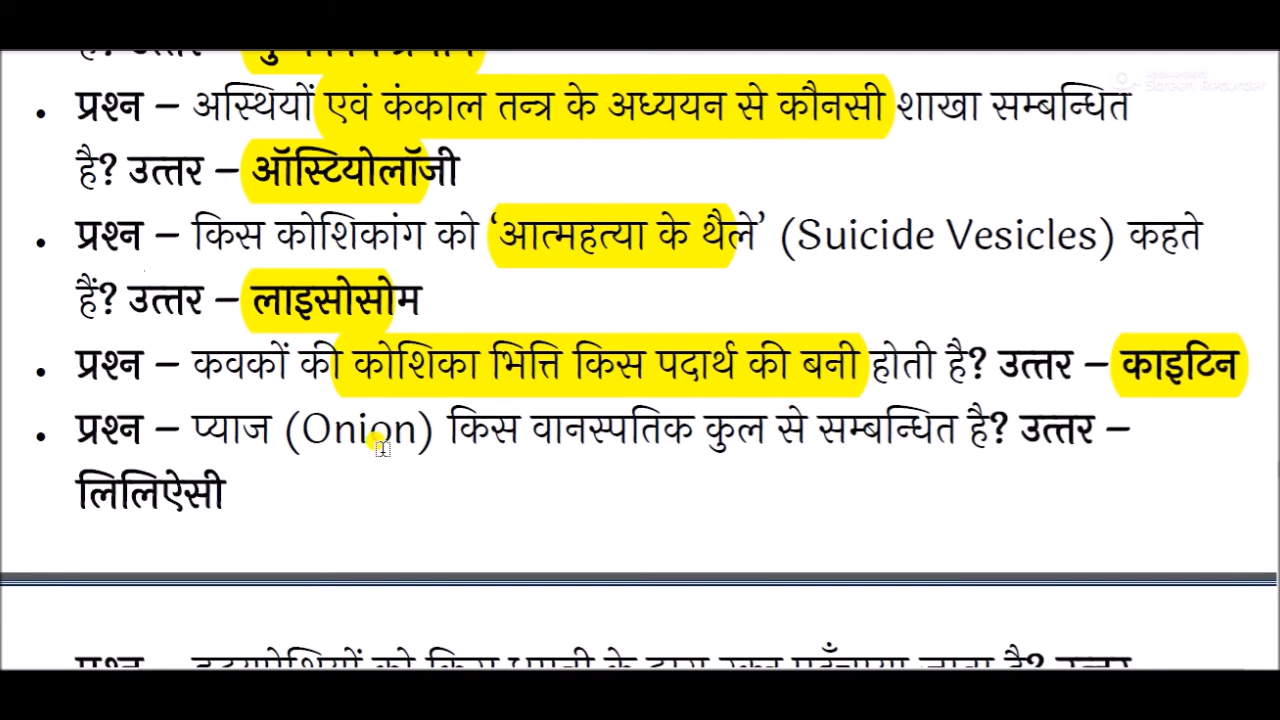 प्रश्न – अस्थियों एवं कंकाल तन्त्र के अध्ययन से कौनसी शाखा सम्बन्धित
है? उत्तर – ऑस्टियोलॉजी
प्रश्न – किस कोशिकांग को ‘आत्महत्या के थैले’ (Suicide Vesicles) कहते
हैं? उत्तर – लाइसोसोम
प्रश्न – कवकों की कोशिका भित्ति किस पदार्थ की बनी होती है? उत्तर – काइटिन
प्रश्न – प्याज (Onion) किस वानस्पतिक कुल से सम्बन्धित है? उत्तर –
लिलिऐसी